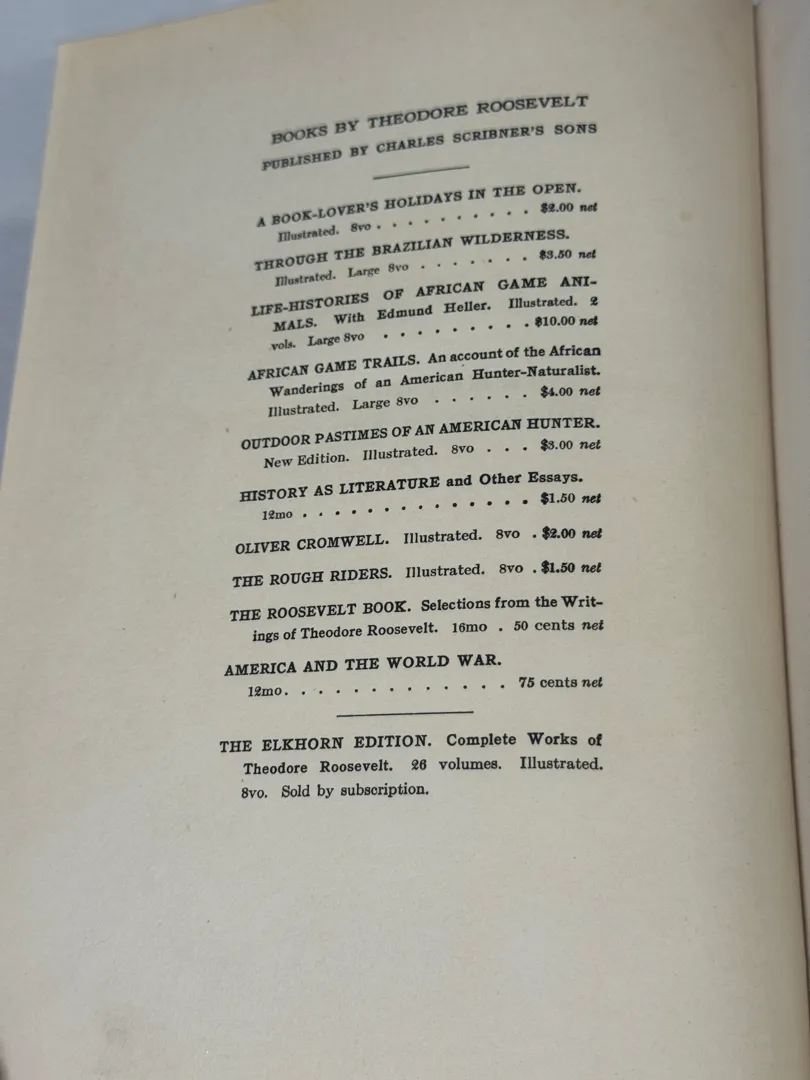 BOOKS BY THEODORE ROOSEVELT
PUBLISHED BY CHARLES SCRIBNER'S SONS
A BOOK-LOVER'S HOLIDAYS IN THE OPEN.
Illustrated. 8vo . . . . . . . . . . $2.00 net
THROUGH THE BRAZILIAN WILDERNESS.
Illustrated. Large 8vo . . . . . . . $3.50 net
LIFE-HISTORIES OF AFRICAN GAME ANI-
MALS. With Edmund Heller. Illustrated. 2
vols. Large 8vo . . . . . . . . . $10.00 net
AFRICAN GAME TRAILS. An account of the African
Wanderings of an American Hunter-Naturalist.
Illustrated. Large 8vo . . . . . . $4.00 net
OUTDOOR PASTIMES OF AN AMERICAN HUNTER.
New Edition. Illustrated. 8vo . . . $3.00 net
HISTORY AS LITERATURE and Other Essays.
12mo . . . . . . . . . . . . . . $1.50 net
OLIVER CROMWELL. Illustrated. 8vo . $2.00 net
THE ROUGH RIDERS. Illustrated. 8vo . $1.50 net
THE ROOSEVELT BOOK. Selections from the Writ-
ings of Theodore Roosevelt. 16mo . 50 cents net
AMERICA AND THE WORLD WAR.
12mo. . . . . . . . . . . . . 75 cents net
THE ELKHORN EDITION. Complete Works of
Theodore Roosevelt. 26 volumes. Illustrated.
8vo. Sold by subscription.